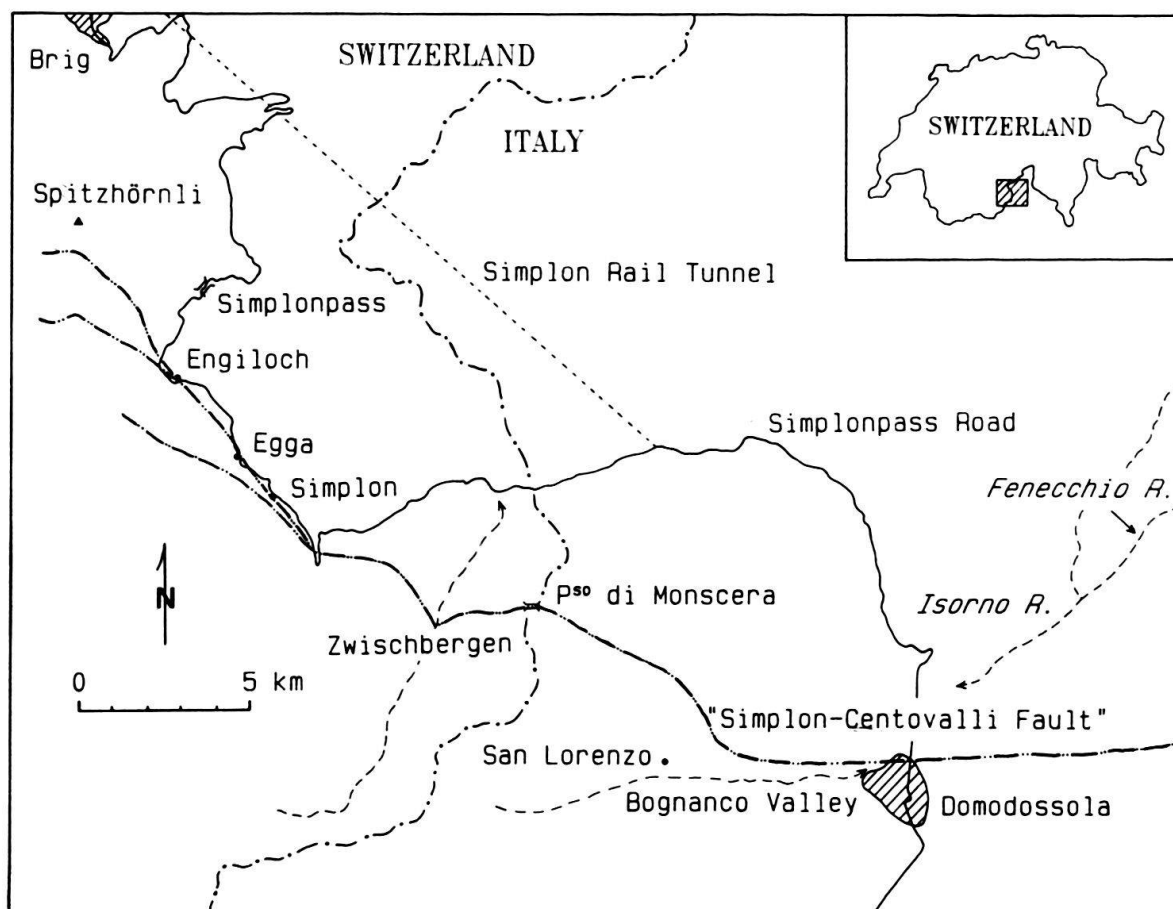 SWITZERLAND
Brig
ITALY
SWITZERLAND
Spitzhörnli
Simplon Rail Tunnel
Simplonpass
Engiloch
Simplonpass Road
Egga
Simplon
Fenecchio R.
N
Pso di Monscera
Isorno R.
Zwischbergen
0 5 km
"Simplon-Centovalli Fault"
San Lorenzo
Bognanco Valley
Domodossola